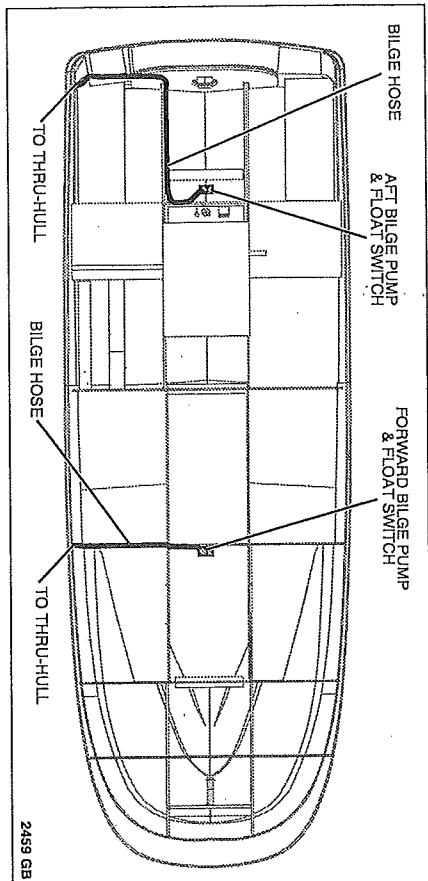 BILGE HOSE
AFT BILGE PUMP
& FLOAT SWITCH
FORWARD BILGE PUMP
& FLOAT SWITCH
TO THRU-HULL
BILGE HOSE
TO THRU-HULL
2459 GB